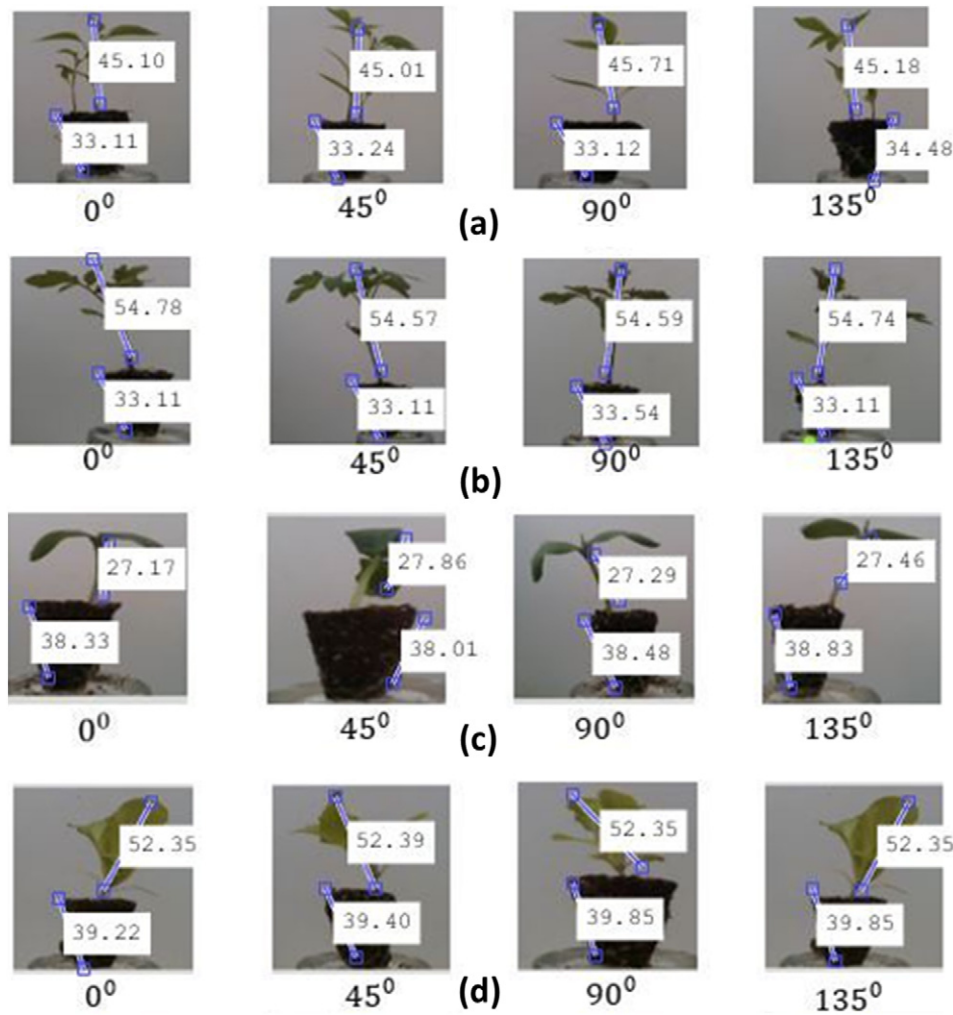 45.10 45.01 45.71 45.18
33.11 33.24 33.12 34.48
0⁰ 45⁰ 90⁰ 135⁰
(a)
54.78 54.57 54.59 54.74
33.11 33.11 33.54 33.11
0⁰ 45⁰ 90⁰ 135⁰
(b)
27.17 27.86 27.29 27.46
38.33 38.01 38.48 38.83
0⁰ 45⁰ 90⁰ 135⁰
(c)
52.35 52.39 52.35 52.35
39.22 39.40 39.85 39.85
0⁰ 45⁰ 90⁰ 135⁰
(d)